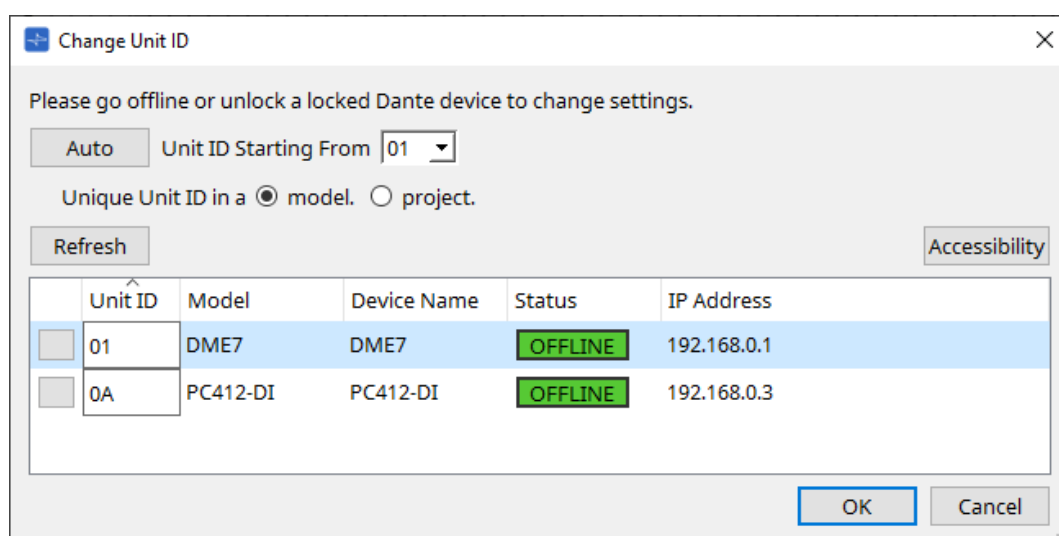 Change Unit ID
Please go offline or unlock a locked Dante device to change settings.
Auto Unit ID Starting From 01
Unique Unit ID in a model. project.
Refresh Accessibility
Unit ID Model Device Name Status IP Address
01 DME7 DME7 OFFLINE 192.168.0.1
0A PC412-DI PC412-DI OFFLINE 192.168.0.3
OK Cancel